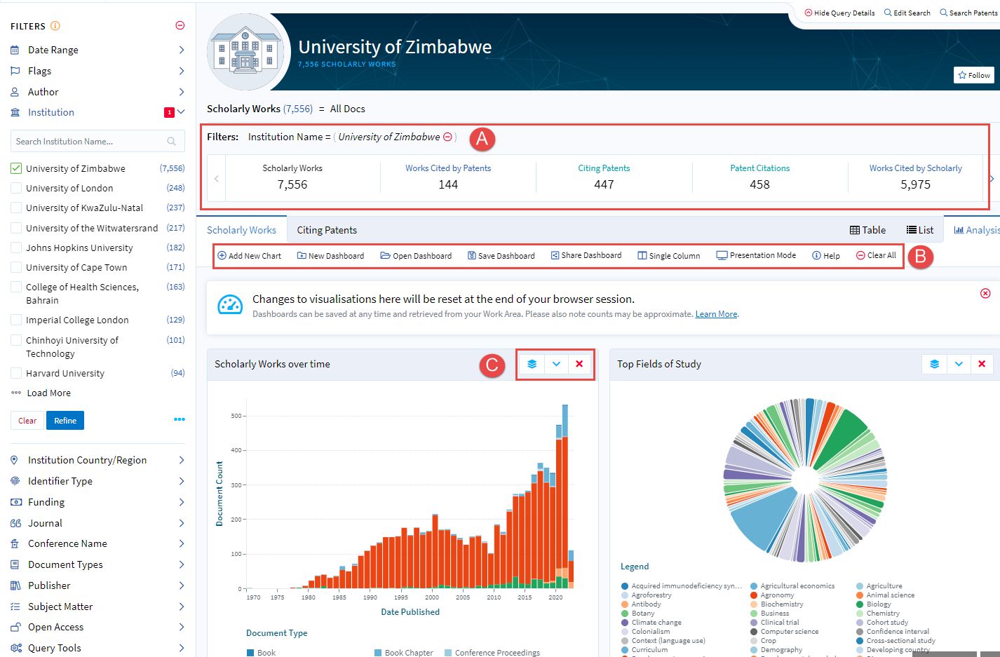 Hide Query Details Edit Search Search Patents
FILTERS
Date Range
Flags
Author
Institution 1
Search Institution Name...
University of Zimbabwe (7,556)
University of London (248)
University of KwaZulu-Natal (237)
University of the Witwatersrand (217)
Johns Hopkins University (182)
University of Cape Town (171)
College of Health Sciences, (163)
Bahrain
Imperial College London (129)
Chinhoyi University of (101)
Technology
Harvard University (94)
Load More
Clear Refine
Institution Country/Region
Identifier Type
Funding
Journal
Conference Name
Document Types
Publisher
Subject Matter
Open Access
Query Tools
University of Zimbabwe
7,556 SCHOLARLY WORKS
Follow
Scholarly Works (7,556) = All Docs
Filters: Institution Name = ( University of Zimbabwe )
A
Scholarly Works Works Cited by Patents Citing Patents Patent Citations Works Cited by Scholarly
7,556 144 447 458 5,975
Scholarly Works Citing Patents Table List Analysis
Add New Chart New Dashboard Open Dashboard Save Dashboard Share Dashboard Single Column Presentation Mode Help Clear All
B
Changes to visualisations here will be reset at the end of your browser session.
Dashboards can be saved at any time and retrieved from your Work Area. Please also note counts may be approximate. Learn More.
Scholarly Works over time
C
500
400
300
200
100
0
Document Count
1970 1975 1980 1985 1990 1995 2000 2005 2010 2015 2020
Date Published
Document Type
Book Book Chapter Conference Proceedings
Top Fields of Study
Legend
Acquired immunodeficiency syn... Agricultural economics Agriculture
Agroforestry Agronomy Animal science
Antibody Biochemistry Biology
Botany Business Chemistry
Climate change Clinical trial Cohort study
Colonialism Computer science Confidence interval
Context (language use) Crop Cross-sectional study
Curriculum Demography Developing country